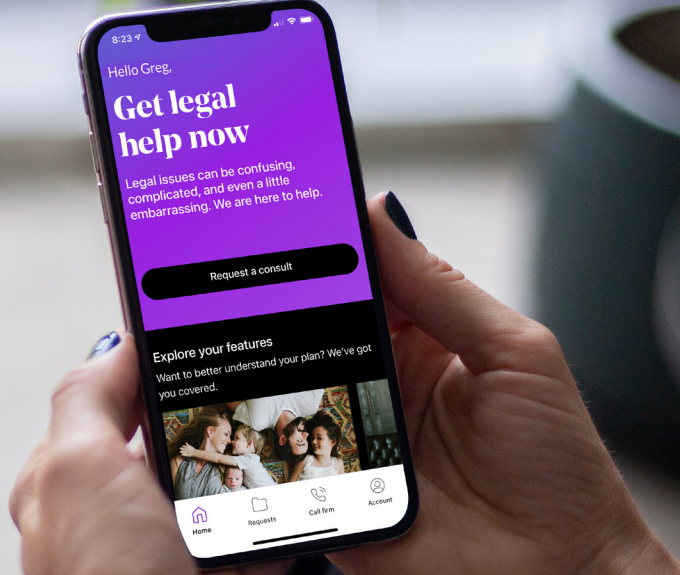 8:23
Hello Greg,
Get legal
help now
Legal issues can be confusing,
complicated, and even a little
embarrassing. We are here to help.
Request a consult
Explore your features
Want to better understand your plan? We've got
you covered.
Home
Requests
Call firm
Account